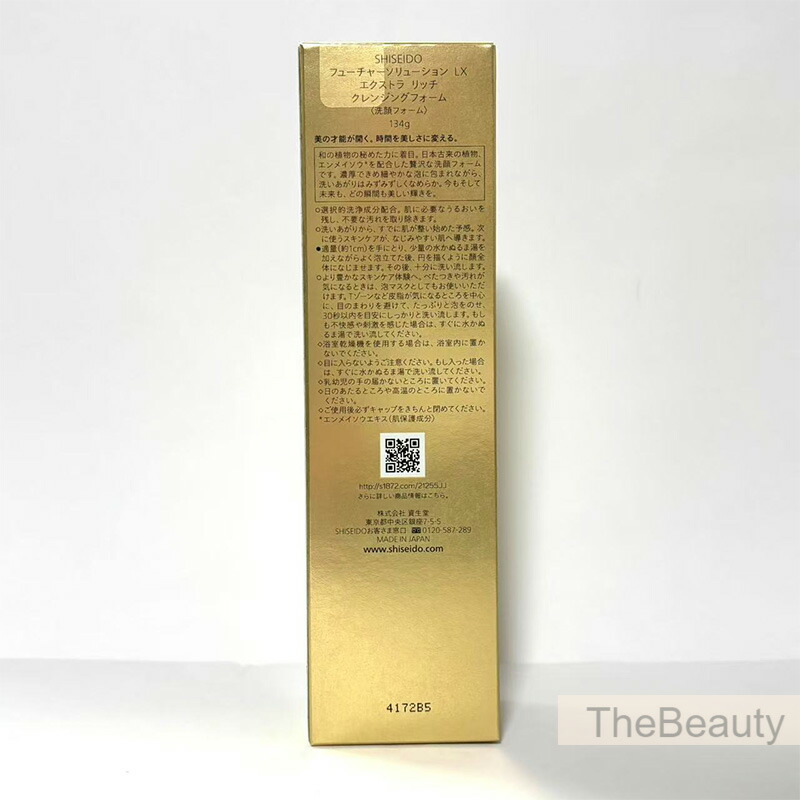 SHISEIDO
フューチャーソリューション LX
エクストラ リッチ
クレンジングフォーム
〈洗顔フォーム〉
134g
美の才能が開く。時間を美しさに変える。
和の植物の秘めた力に着目。日本古来の植物、
エンメイソウ*を配合した贅沢な洗顔フォーム
です。濃厚できめ細やかな泡に包まれながら、
洗いあがりはみずみずしくなめらか。今もそして
未来も、どの瞬間も美しい輝きを。
○選択的洗浄成分配合。肌に必要なうるおいを
残し、不要な汚れを取り除きます。
○洗いあがりから、すでに肌が整い始めた予感。次
に使うスキンケアが、なじみやすい肌へ導きます。
●適量(約1cm)を手にとり、少量の水かぬるま湯を
加えながらよく泡立てた後、円を描くように顔全
体になじませます。その後、十分に洗い流します。
○より豊かなスキンケア体験へ。べたつきや汚れが
気になるときは、泡マスクとしてもお使いいただ
けます。Tゾーンなど皮脂が気になるところを中心
に、目のまわりを避けて、たっぷりと泡をのせ、
30秒以内を目安にしっかりと洗い流します。もし
も不快感や刺激を感じた場合は、すぐに水かぬ
るま湯で洗い流してください。
◇浴室乾燥機を使用する場合は、浴室内に置か
ないでください。
◇目に入らないようご注意ください。もし入った場合
は、すぐに水かぬるま湯で洗い流してください。
◇乳幼児の手の届かないところに置いてください。
◇日のあたるところや高温のところに置かないで
ください。
◇ご使用後必ずキャップをきちんと閉めてください。
*エンメイソウエキス(肌保護成分)
http://s1872.com/21255JJ
さらに詳しい商品情報はこちら。
株式会社 資生堂
東京都中央区銀座7-5-5
SHISEIDOお客さま窓口 0120-587-289
MADE IN JAPAN
www.shiseido.com
4172B5
TheBeauty